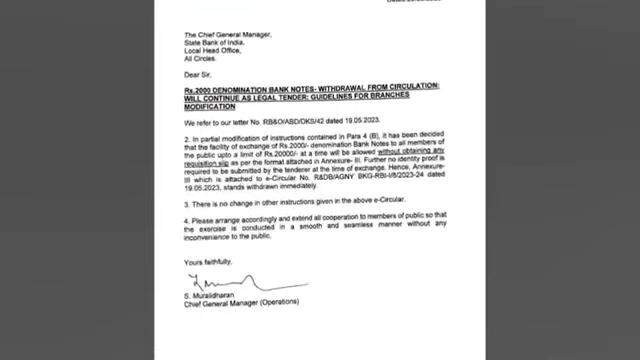 The Chief General Manager,
State Bank of India,
Local Head Office,
All Circles.
Dear Sir,
Rs.2000 DENOMINATION BANK NOTES- WITHDRAWAL FROM CIRCULATION;
WILL CONTINUE AS LEGAL TENDER: GUIDELINES FOR BRANCHES
MODIFICATION
We refer to our letter No. RB&O/ABD/DKS/42 dated 19.05.2023.
2. In partial modification of instructions contained in Para 4 (B), it has been decided
that the facility of exchange of Rs.2000/- denomination Bank Notes to all members of
the public upto a limit of Rs.20000/- at a time will be allowed without obtaining any
requisition slip as per the format attached in Annexure- III. Further no identity proof is
required to be submitted by the tenderer at the time of exchange. Hence, Annexure-
III which is attached to e-Circular No. R&DB/AGNY BKG-RBI-I/8/2023-24 dated
19.05.2023, stands withdrawn immediately.
3. There is no change in other instructions given in the above e-Circular.
4. Please arrange accordingly and extend all cooperation to members of public so that
the exercise is conducted in a smooth and seamless manner without any
inconvenience to the public.
Yours faithfully,
S. Muralidharan
Chief General Manager (Operations)